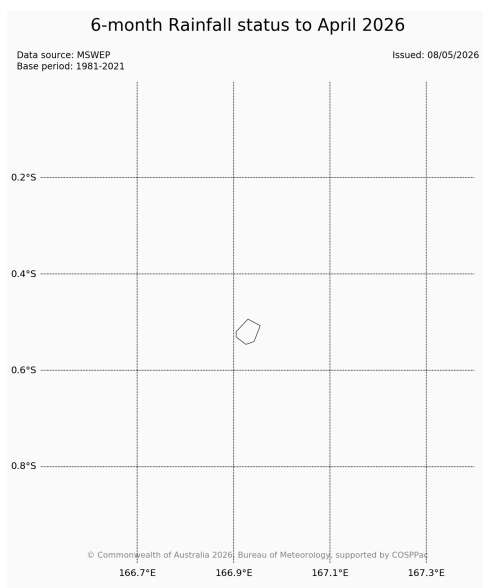 6-month Rainfall status to April 2026
Data source: MSWEP
Base period: 1981-2021
Issued: 08/05/2026
0.2°S
0.4°S
0.6°S
0.8°S
© Commonwealth of Australia 2026, Bureau of Meteorology, supported by COSPPac
166.7°E
166.9°E
167.1°E
167.3°E